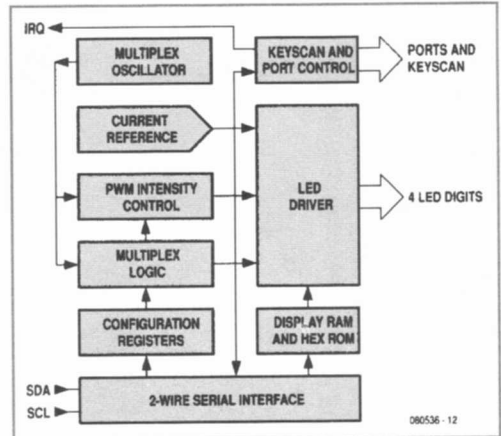 IRQ
MULTIPLEX
OSCILLATOR
KEYSCAN AND
PORT CONTROL
PORTS AND
KEYSCAN
CURRENT
REFERENCE
PWM INTENSITY
CONTROL
LED
DRIVER
4 LED DIGITS
MULTIPLEX
LOGIC
CONFIGURATION
REGISTERS
DISPLAY RAM
AND HEX ROM
SDA
SCL
2-WIRE SERIAL INTERFACE
080536 - 12